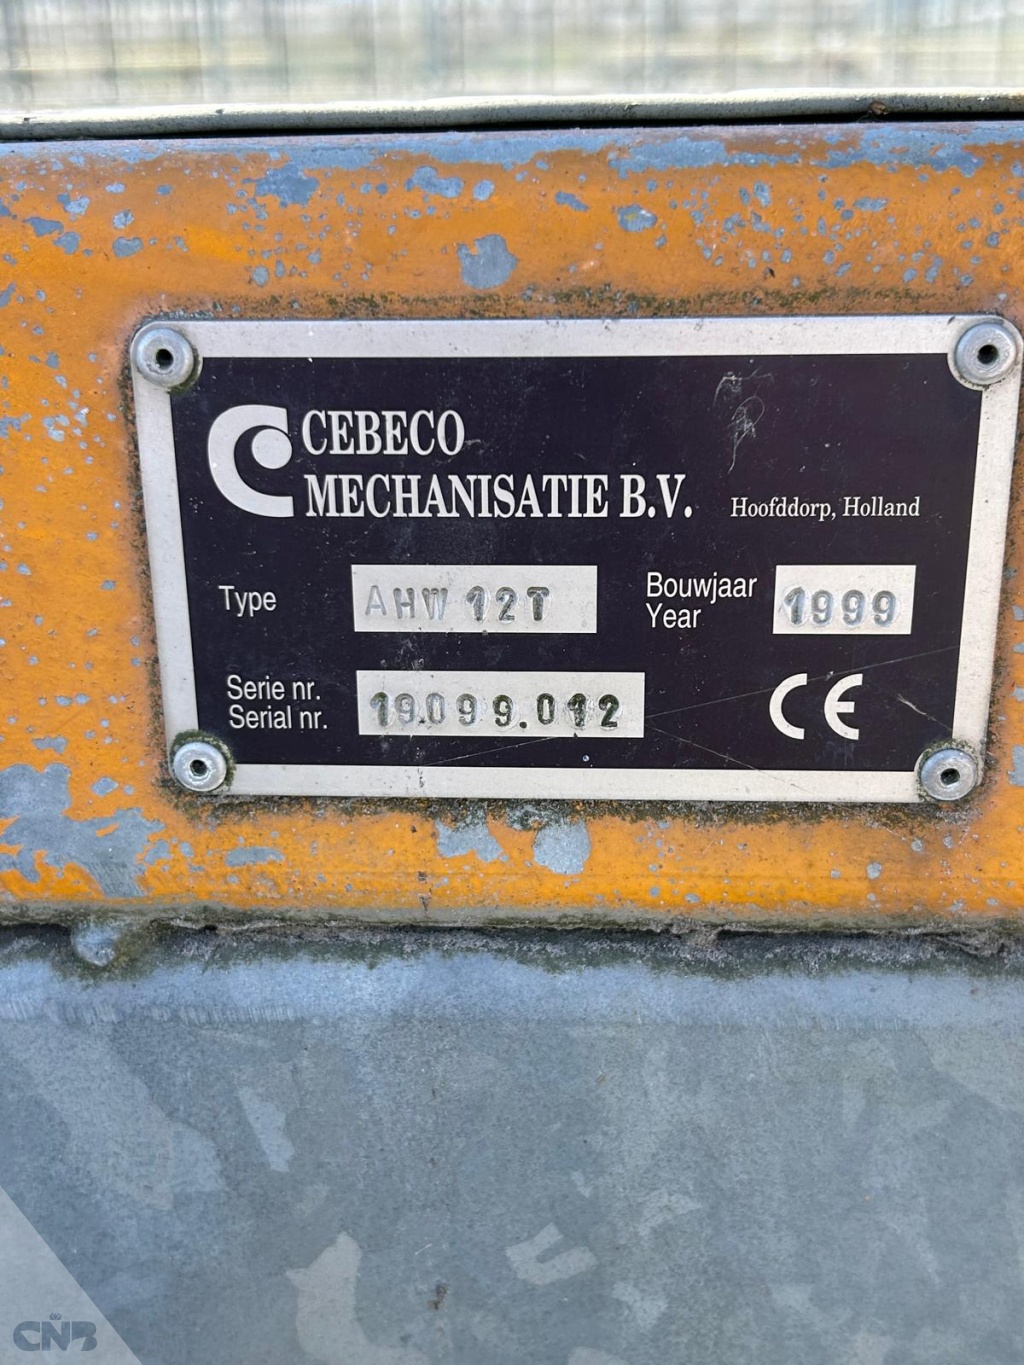 CEBECO
MECHANISATIE B.V. Hoofddorp, Holland
Type AHW 12T
Bouwjaar
Year 1999
Serie nr.
Serial nr. 19.099.012
CE
CNB